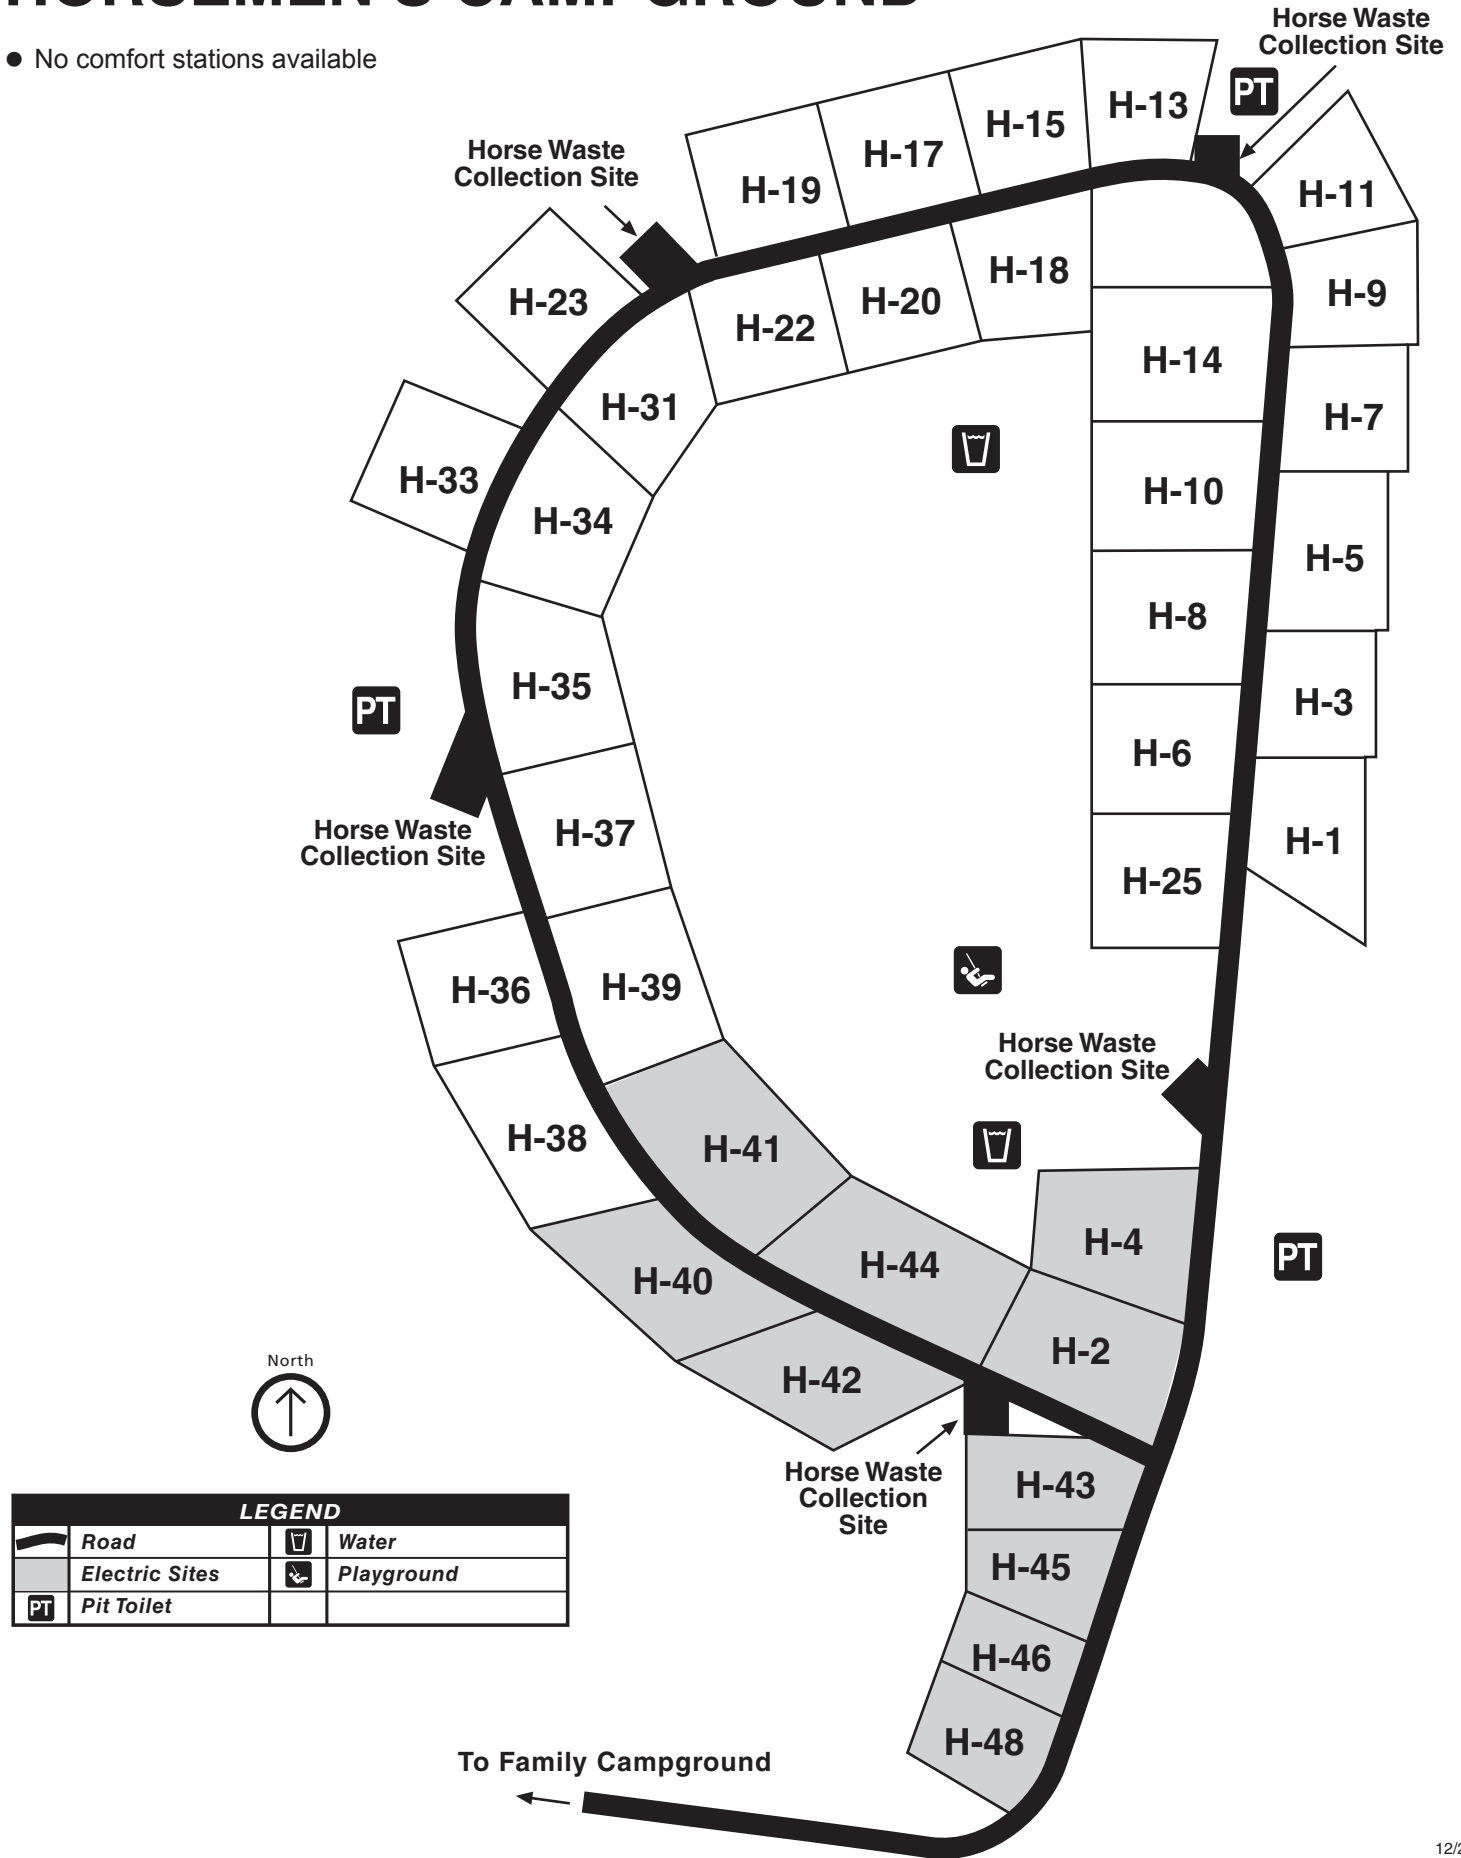 ● No comfort stations available
Horse Waste
Collection Site
PT
H-13
H-15
H-17
H-19
Horse Waste
Collection Site
H-11
H-9
H-18
H-20
H-22
H-23
H-14
H-7
H-31
H-33
H-34
H-10
H-5
H-8
H-35
PT
H-3
H-6
H-37
Horse Waste
Collection Site
H-1
H-25
H-36
H-39
Horse Waste
Collection Site
H-38
H-41
H-4
PT
H-44
H-40
H-2
H-42
North
Horse Waste
Collection
Site
H-43
H-45
H-46
H-48
LEGEND
Road
Water
Electric Sites
Playground
PT
Pit Toilet
To Family Campground